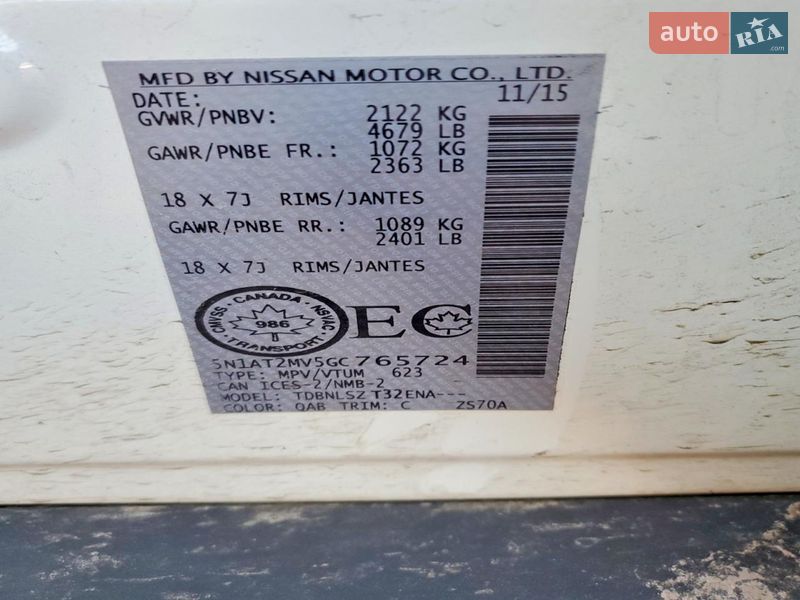 auto RIA .com
MFD BY NISSAN MOTOR CO., LTD.
DATE: 11/15
GVWR/PNBV: 2122 KG
4679 LB
GAWR/PNBE FR.: 1072 KG
2363 LB
18 X 7J RIMS/JANTES
GAWR/PNBE RR.: 1089 KG
2401 LB
18 X 7J RIMS/JANTES
CMVSS · CANADA · NSVAC
986
TRANSPORT
EC
5N1AT2MV5GC765724
TYPE: MPV/VTUM 623
CAN ICES-2/NMB-2
MODEL: TDBNLSZ T32ENA---
COLOR: QAB TRIM: C ZS70A